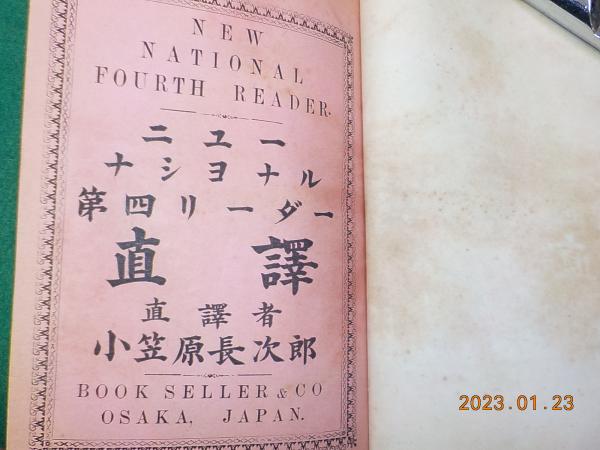 NEW
NATIONAL
FOURTH READER.
ニユー
ナシヨナル
第四リーダー
直譯
直譯者
小笠原長次郎
BOOK SELLER & CO
OSAKA, JAPAN.
2023.01.23